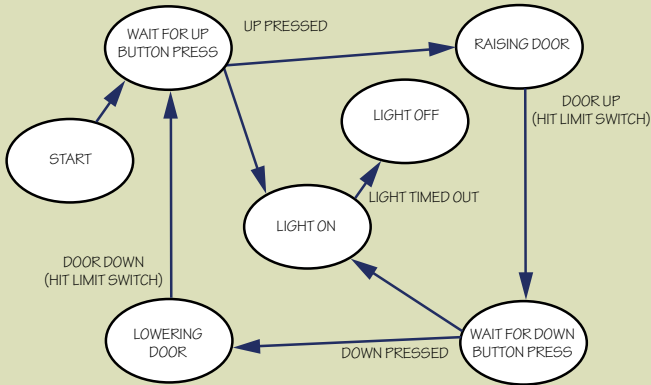 WAIT FOR UP
BUTTON PRESS
UP PRESSED
RAISING DOOR
DOOR UP
(HIT LIMIT SWITCH)
LIGHT OFF
START
LIGHT TIMED OUT
LIGHT ON
DOOR DOWN
(HIT LIMIT SWITCH)
LOWERING
DOOR
DOWN PRESSED
WAIT FOR DOWN
BUTTON PRESS